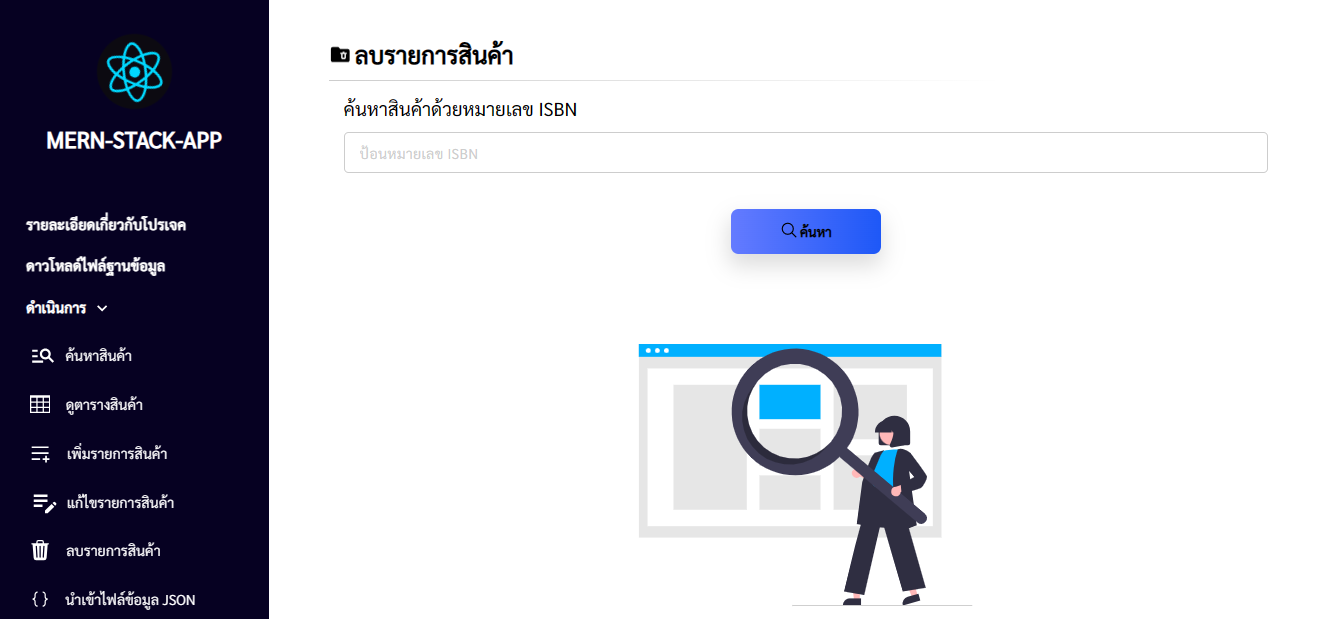 MERN-STACK-APP
รายละเอียดเกี่ยวกับโปรเจค
ดาวโหลดไฟล์ฐานข้อมูล
ดำเนินการ
ค้นหาสินค้า
ดูตารางสินค้า
เพิ่มรายการสินค้า
แก้ไขรายการสินค้า
ลบรายการสินค้า
{ } นำเข้าไฟล์ข้อมูล JSON
ลบรายการสินค้า
ค้นหาสินค้าด้วยหมายเลข ISBN
ป้อนหมายเลข ISBN
ค้นหา